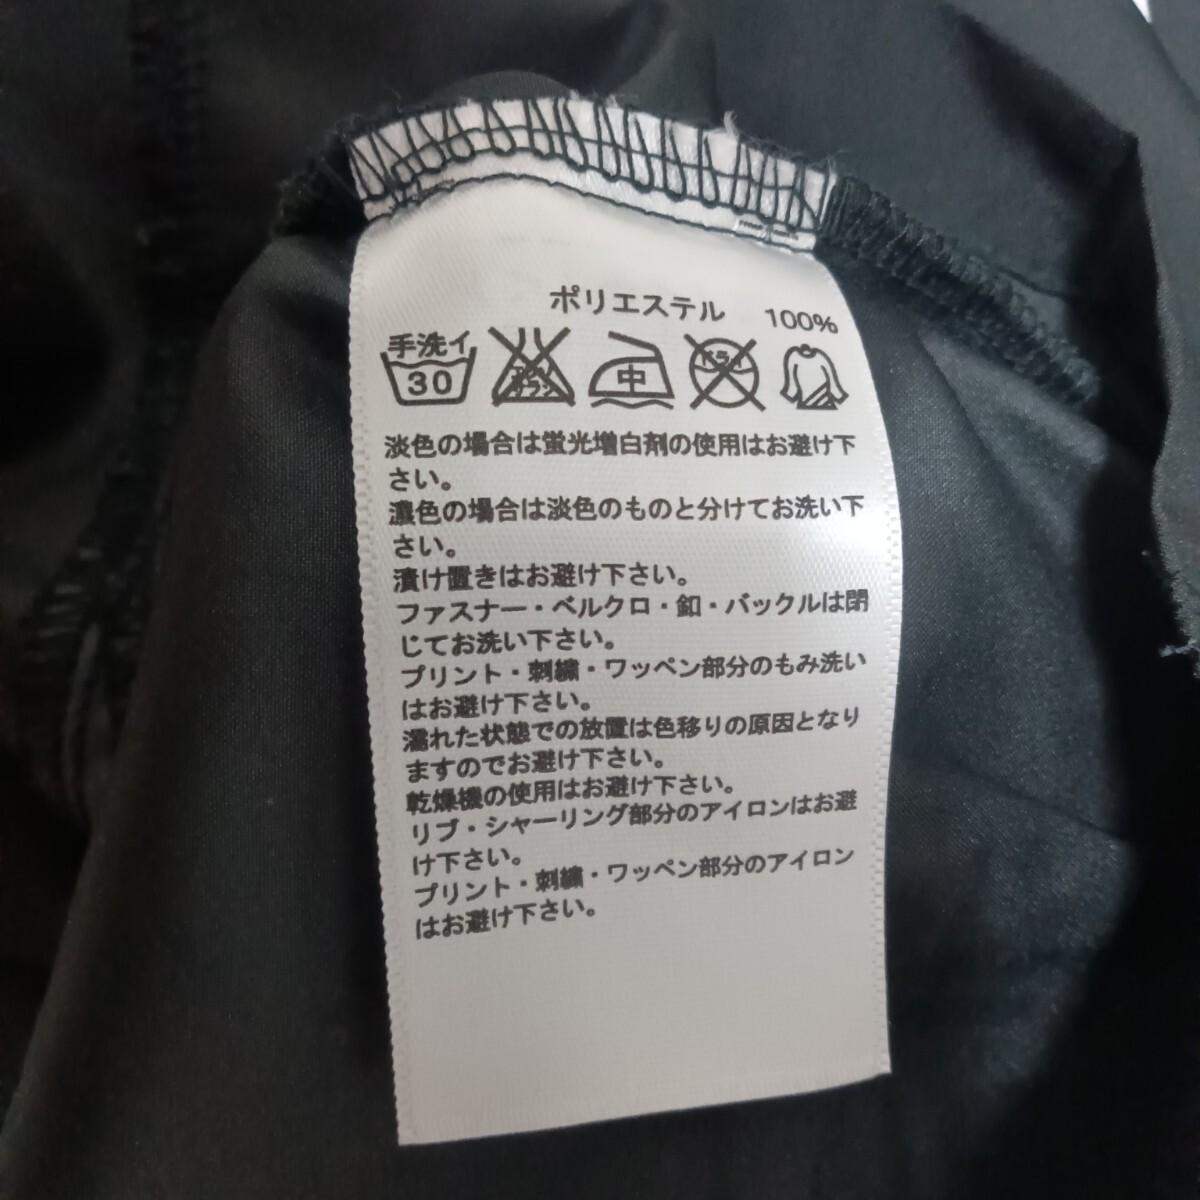 ポリエステル 100%
手洗イ 30 中 ドライ
淡色の場合は蛍光増白剤の使用はお避け下
さい。
濃色の場合は淡色のものと分けてお洗い下
さい。
漬け置きはお避け下さい。
ファスナー・ベルクロ・釦・バックルは閉
じてお洗い下さい。
プリント・刺繍・ワッペン部分のもみ洗い
はお避け下さい。
濡れた状態での放置は色移りの原因となり
ますのでお避け下さい。
乾燥機の使用はお避け下さい。
リブ・シャーリング部分のアイロンはお避
け下さい。
プリント・刺繍・ワッペン部分のアイロン
はお避け下さい。